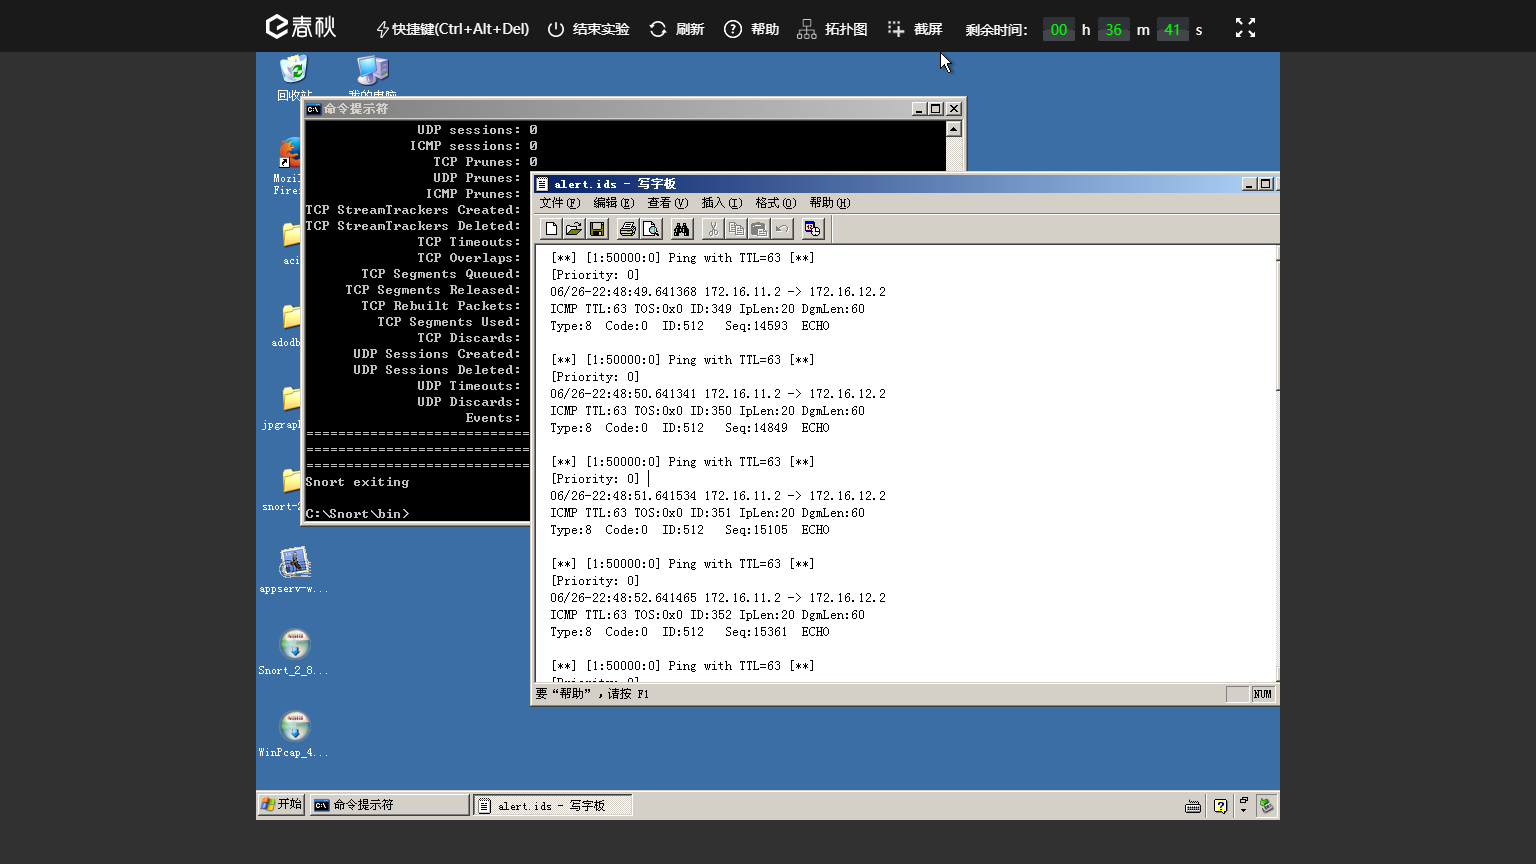 春秋 快捷键(Ctrl+Alt+Del) 结束实验 刷新 帮助 拓扑图 截屏 剩余时间: 00 h 36 m 41 s
回收站
我的电脑
命令提示符
UDP sessions: 0
ICMP sessions: 0
TCP Prunes: 0
UDP Prunes:
ICMP Prunes:
TCP StreamTrackers Created:
TCP StreamTrackers Deleted:
TCP Timeouts:
TCP Overlaps:
TCP Segments Queued:
TCP Segments Released:
TCP Rebuilt Packets:
TCP Segments Used:
TCP Discards:
UDP Sessions Created:
UDP Sessions Deleted:
UDP Timeouts:
UDP Discards:
Events:
============================
============================
============================
Snort exiting
C:\Snort\bin>
alert.ids - 写字板
文件(F) 编辑(E) 查看(V) 插入(I) 格式(O) 帮助(H)
[**] [1:50000:0] Ping with TTL=63 [**]
[Priority: 0]
06/26-22:48:49.641368 172.16.11.2 -> 172.16.12.2
ICMP TTL:63 TOS:0x0 ID:349 IpLen:20 DgmLen:60
Type:8 Code:0 ID:512 Seq:14593 ECHO
[**] [1:50000:0] Ping with TTL=63 [**]
[Priority: 0]
06/26-22:48:50.641341 172.16.11.2 -> 172.16.12.2
ICMP TTL:63 TOS:0x0 ID:350 IpLen:20 DgmLen:60
Type:8 Code:0 ID:512 Seq:14849 ECHO
[**] [1:50000:0] Ping with TTL=63 [**]
[Priority: 0]
06/26-22:48:51.641534 172.16.11.2 -> 172.16.12.2
ICMP TTL:63 TOS:0x0 ID:351 IpLen:20 DgmLen:60
Type:8 Code:0 ID:512 Seq:15105 ECHO
[**] [1:50000:0] Ping with TTL=63 [**]
[Priority: 0]
06/26-22:48:52.641465 172.16.11.2 -> 172.16.12.2
ICMP TTL:63 TOS:0x0 ID:352 IpLen:20 DgmLen:60
Type:8 Code:0 ID:512 Seq:15361 ECHO
[**] [1:50000:0] Ping with TTL=63 [**]
[Priority: 0]
要“帮助”,请按 F1
NUM
Mozil
Fire
aci
adodb
jpgrap
snort-2
appserv-w...
Snort_2_8...
WinPcap_4...
开始 命令提示符 alert.ids - 写字板